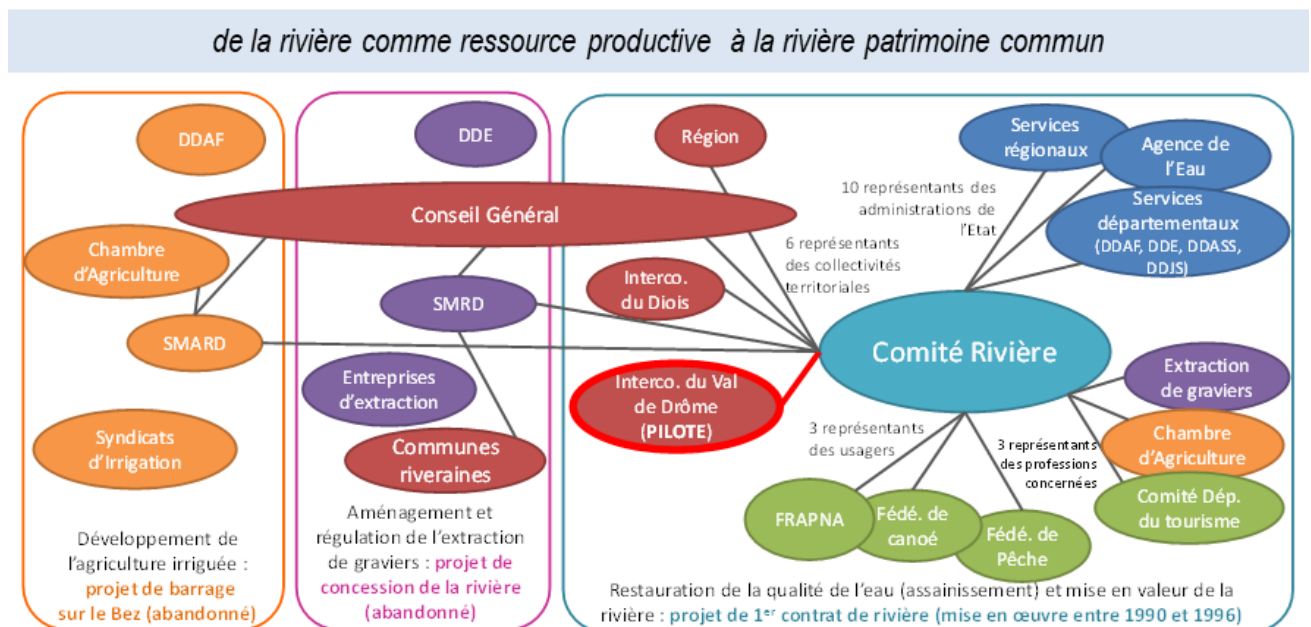 de la rivière comme ressource productive à la rivière patrimoine commun
DDAF
Chambre
d'Agriculture
SMARD
Syndicats
d'Irrigation
Développement de
l'agriculture irriguée :
projet de barrage
sur le Bez (abandonné)
DDE
Conseil Général
SMRD
Entreprises
d'extraction
Communes
riveraines
Aménagement et
régulation de l'extraction
de graviers : projet de
concession de la rivière
(abandonné)
Région
Interco.
du Diois
Interco. du Val
de Drôme
(PILOTE)
6 représentants
des collectivités
territoriales
10 représentants des
administrations de
l'Etat
Services
régionaux
Agence de
l'Eau
Services
départementaux
(DDAF, DDE, DDASS,
DDJS)
Comité Rivière
Extraction
de graviers
Chambre
d'Agriculture
Comité Dép.
du tourisme
3 représentants
des professions
concernées
3 représentants
des usagers
FRAPNA
Fédé. de
canoé
Fédé. de
Pêche
Restauration de la qualité de l'eau (assainissement) et mise en valeur de la
rivière : projet de 1er contrat de rivière (mise en œuvre entre 1990 et 1996)